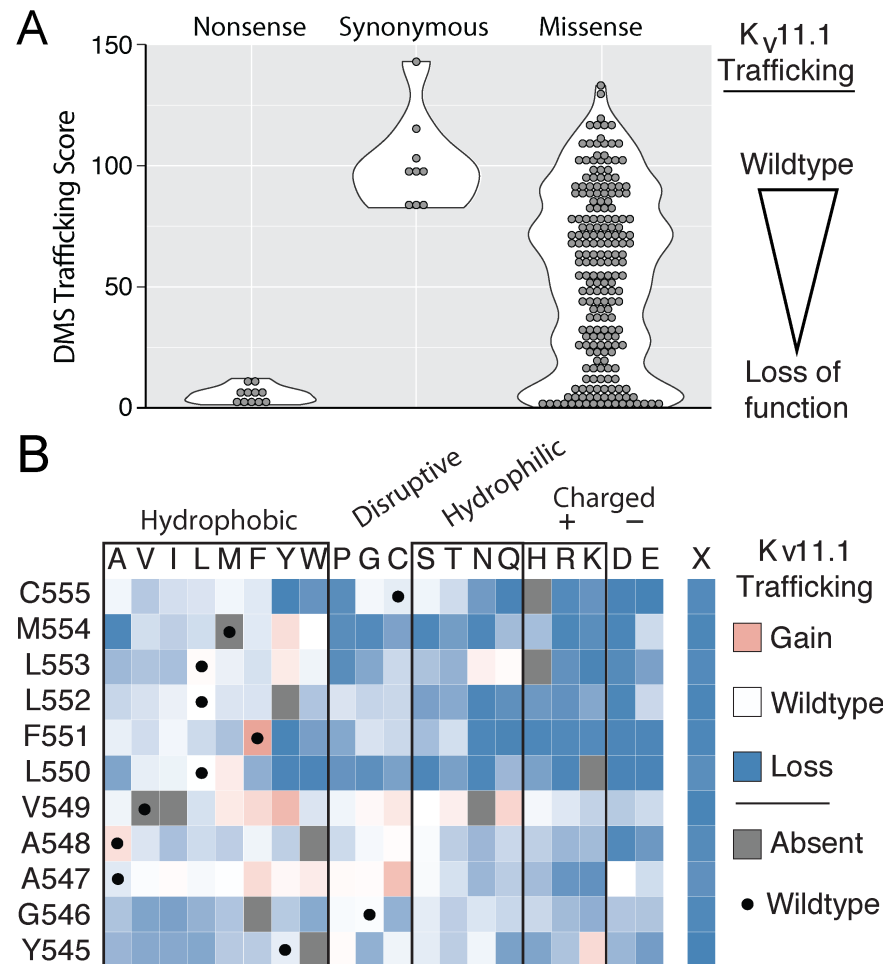 A
Nonsense Synonymous Missense
Kv11.1
Trafficking
DMS Trafficking Score
150
100
50
0
Wildtype
Loss of
function
B
Hydrophobic Disruptive Hydrophilic Charged
+ −
A V I L M F Y W P G C S T N Q H R K D E X
C555
M554
L553
L552
F551
L550
V549
A548
A547
G546
Y545
Kv11.1
Trafficking
Gain
Wildtype
Loss
Absent
Wildtype